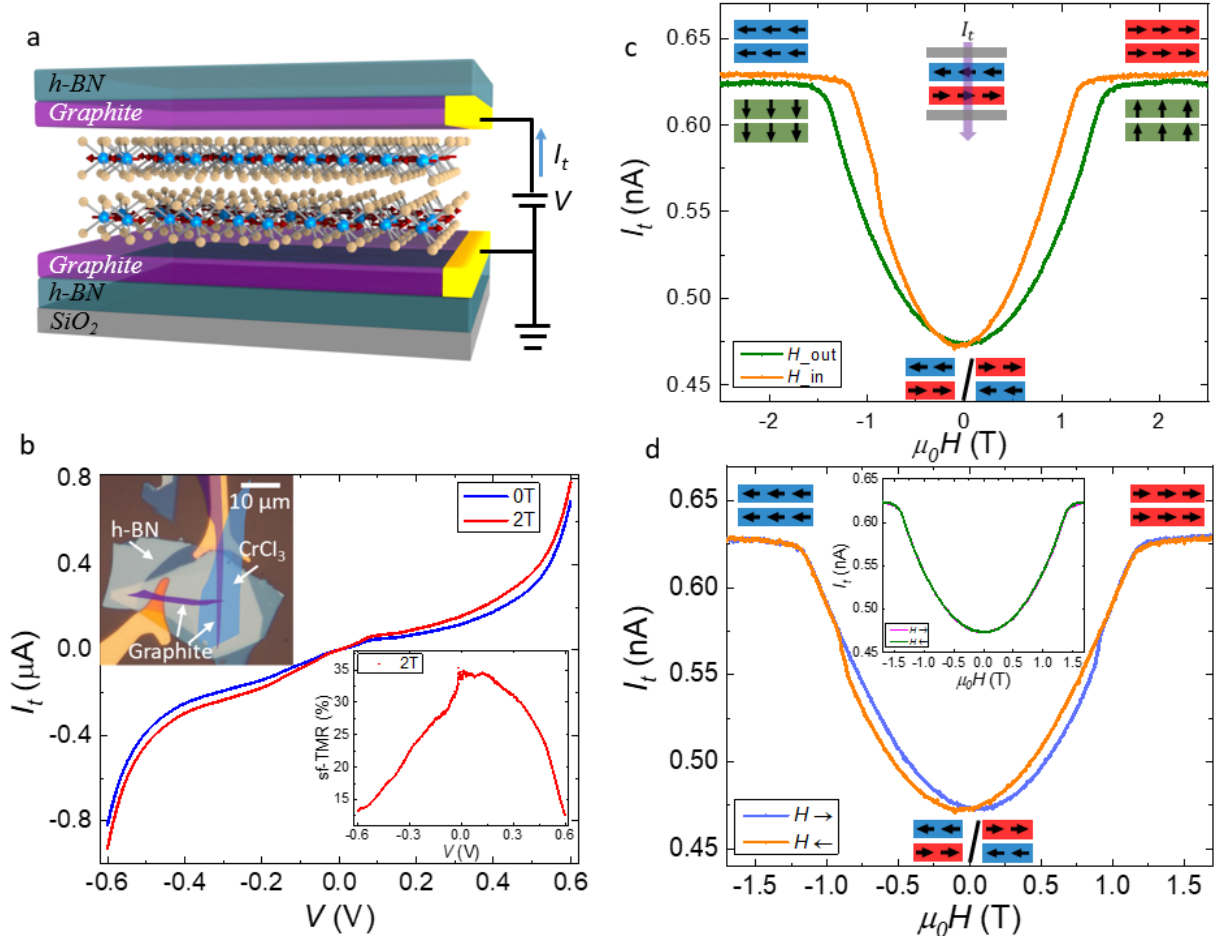 a
h-BN
Graphite
I_t
V
Graphite
h-BN
SiO₂
b
I_t (μA)
0.8
0.4
0.0
-0.4
-0.8
-0.6
-0.4
-0.2
0.0
0.2
0.4
0.6
V (V)
10 μm
h-BN
CrCl₃
Graphite
0T
2T
sf-TMR (%)
35
30
25
20
15
2T
-0.6
-0.3
0.0
0.3
0.6
V (V)
c
I_t (nA)
0.65
0.60
0.55
0.50
0.45
I_t
H_out
H_in
-2
-1
0
1
2
μ₀H (T)
d
I_t (nA)
0.65
0.60
0.55
0.50
0.45
I_t (nA)
0.65
0.60
0.55
0.50
0.45
H→
H←
-1.5
-1.0
-0.5
0.0
0.5
1.0
1.5
μ₀H (T)
H →
H ←
-1.5
-1.0
-0.5
0.0
0.5
1.0
1.5
μ₀H (T)